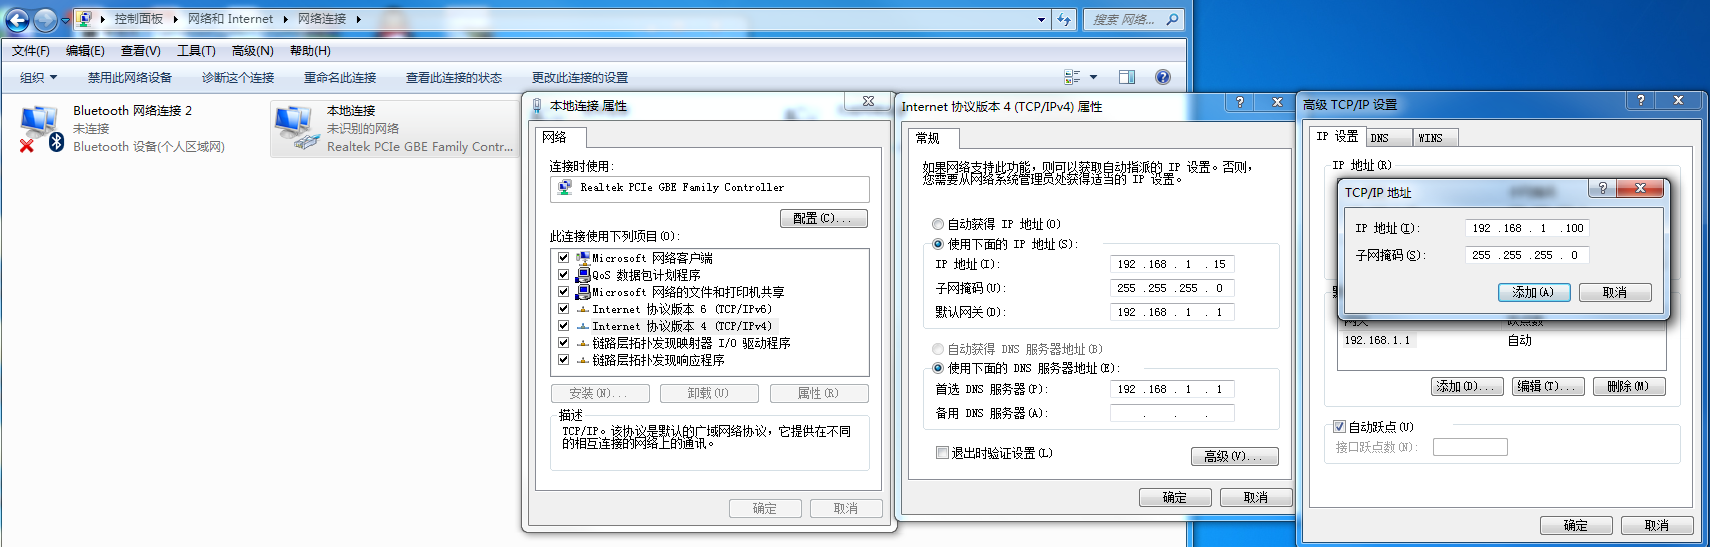 控制面板 网络和 Internet 网络连接
搜索 网络...
文件(F) 编辑(E) 查看(V) 工具(T) 高级(N) 帮助(H)
组织 禁用此网络设备 诊断这个连接 重命名此连接 查看此连接的状态 更改此连接的设置
Bluetooth 网络连接 2
未连接
Bluetooth 设备(个人区域网)
本地连接
未识别的网络
Realtek PCIe GBE Family Contr...
本地连接 属性
网络
连接时使用:
Realtek PCIe GBE Family Controller
配置(C)...
此连接使用下列项目(O):
Microsoft 网络客户端
QoS 数据包计划程序
Microsoft 网络的文件和打印机共享
Internet 协议版本 6 (TCP/IPv6)
Internet 协议版本 4 (TCP/IPv4)
链路层拓扑发现映射器 I/O 驱动程序
链路层拓扑发现响应程序
安装(N)... 卸载(U) 属性(R)
描述
TCP/IP。该协议是默认的广域网络协议，它提供在不同
的相互连接的网络上的通讯。
确定 取消
Internet 协议版本 4 (TCP/IPv4) 属性
常规
如果网络支持此功能，则可以获取自动指派的 IP 设置。否则，
您需要从网络系统管理员处获得适当的 IP 设置。
自动获得 IP 地址(O)
使用下面的 IP 地址(S):
IP 地址(I): 192 .168 . 1 . 15
子网掩码(U): 255 .255 .255 . 0
默认网关(D): 192 .168 . 1 . 1
自动获得 DNS 服务器地址(B)
使用下面的 DNS 服务器地址(E):
首选 DNS 服务器(P): 192 .168 . 1 . 1
备用 DNS 服务器(A): . . .
退出时验证设置(L)
高级(V)...
确定 取消
高级 TCP/IP 设置
IP 设置 DNS WINS
IP 地址(R)
TCP/IP 地址
IP 地址(I): 192 .168 . 1 .100
子网掩码(S): 255 .255 .255 . 0
添加(A) 取消
网关 跃点数
192.168.1.1 自动
添加(D)... 编辑(T)... 删除(M)
自动跃点(U)
接口跃点数(N):
确定 取消